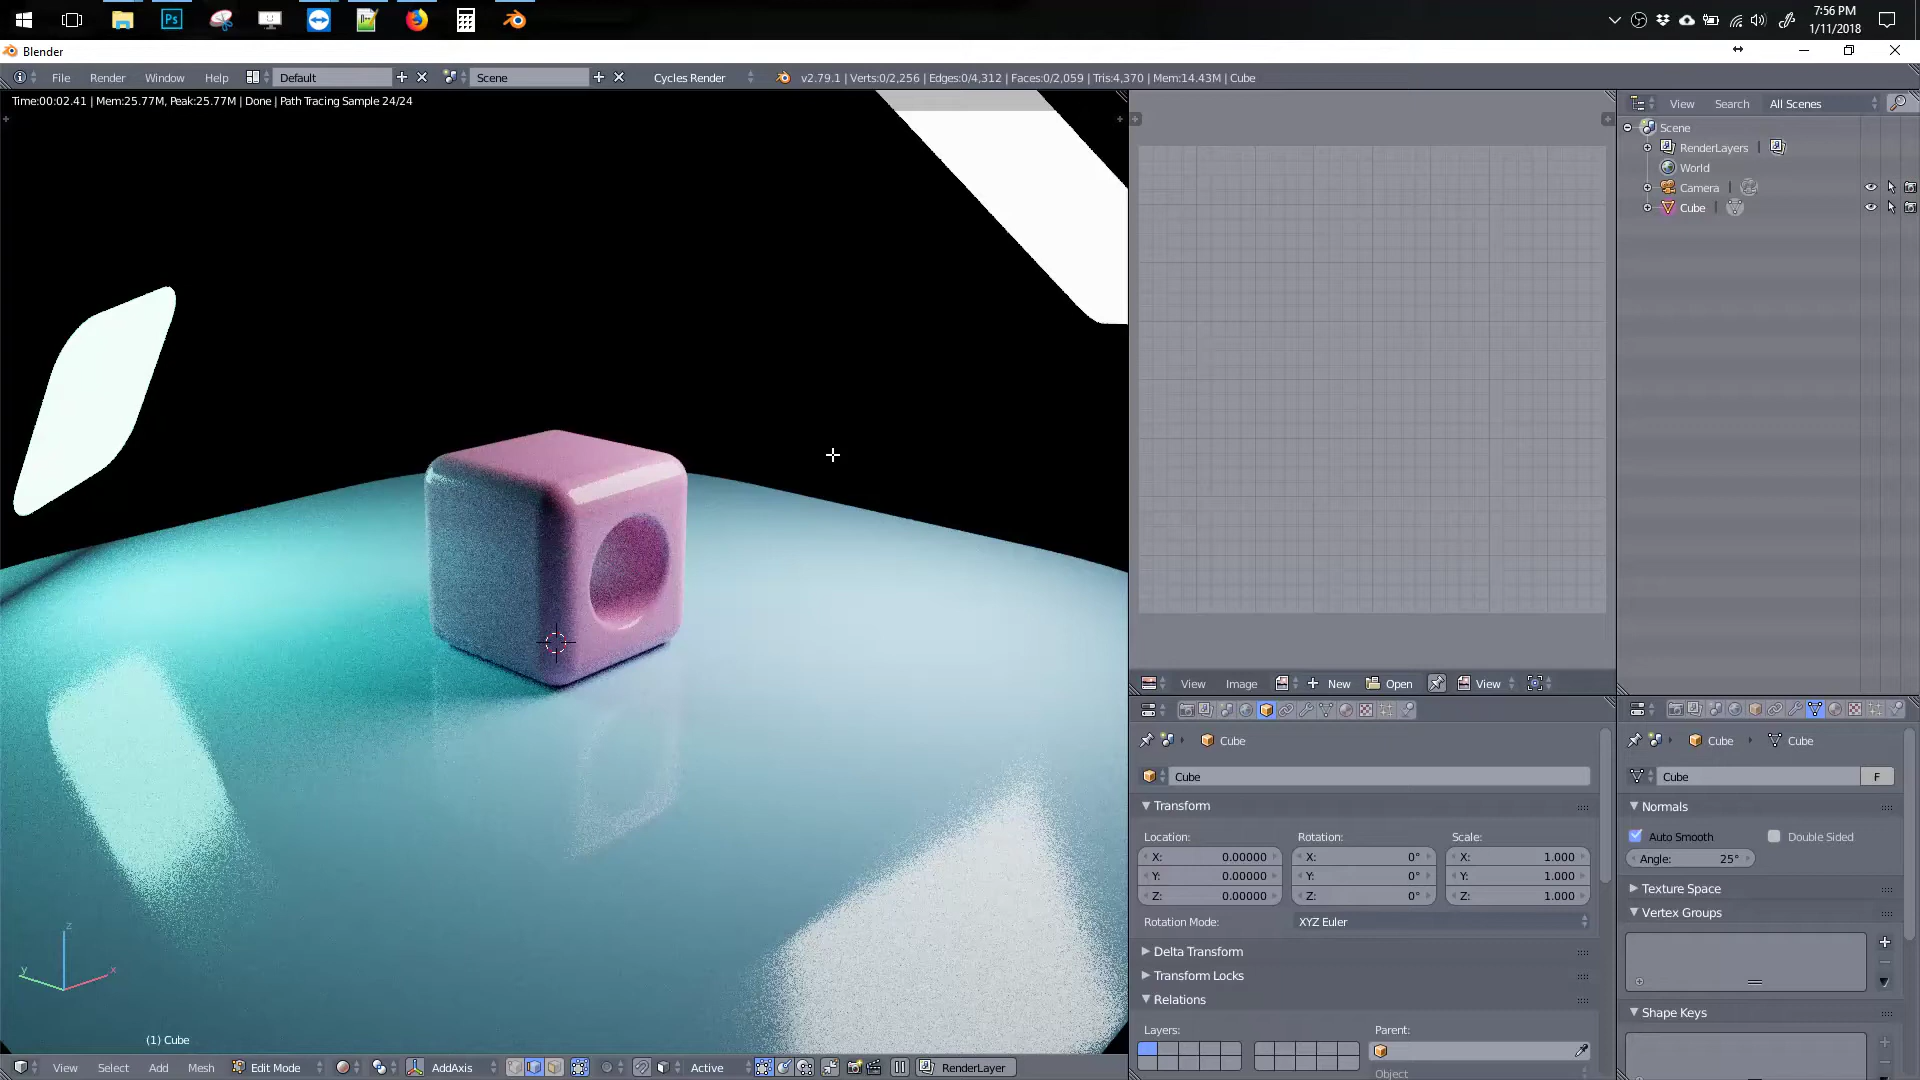 Ps
7:56 PM
1/11/2018
Blender
File Render Window Help Default Scene Cycles Render v2.79.1 | Verts:0/2,256 | Edges:0/4,312 | Faces:0/2,059 | Tris:4,370 | Mem:14.43M | Cube
Time:00:02.41 | Mem:25.77M, Peak:25.77M | Done | Path Tracing Sample 24/24
View Search All Scenes
Scene
RenderLayers |
World
Camera |
Cube |
View Image New Open View
Cube
Cube Cube
Cube
Cube F
Transform
Normals
Location: Rotation: Scale:
Auto Smooth Double Sided
X: 0.00000 X: 0° X: 1.000
Angle: 25°
Y: 0.00000 Y: 0° Y: 1.000
Z: 0.00000 Z: 0° Z: 1.000
Texture Space
Vertex Groups
Rotation Mode: XYZ Euler
Delta Transform
Transform Locks
Relations
Shape Keys
Layers: Parent:
Object
z
y
x
(1) Cube
View Select Add Mesh Edit Mode AddAxis Active RenderLayer